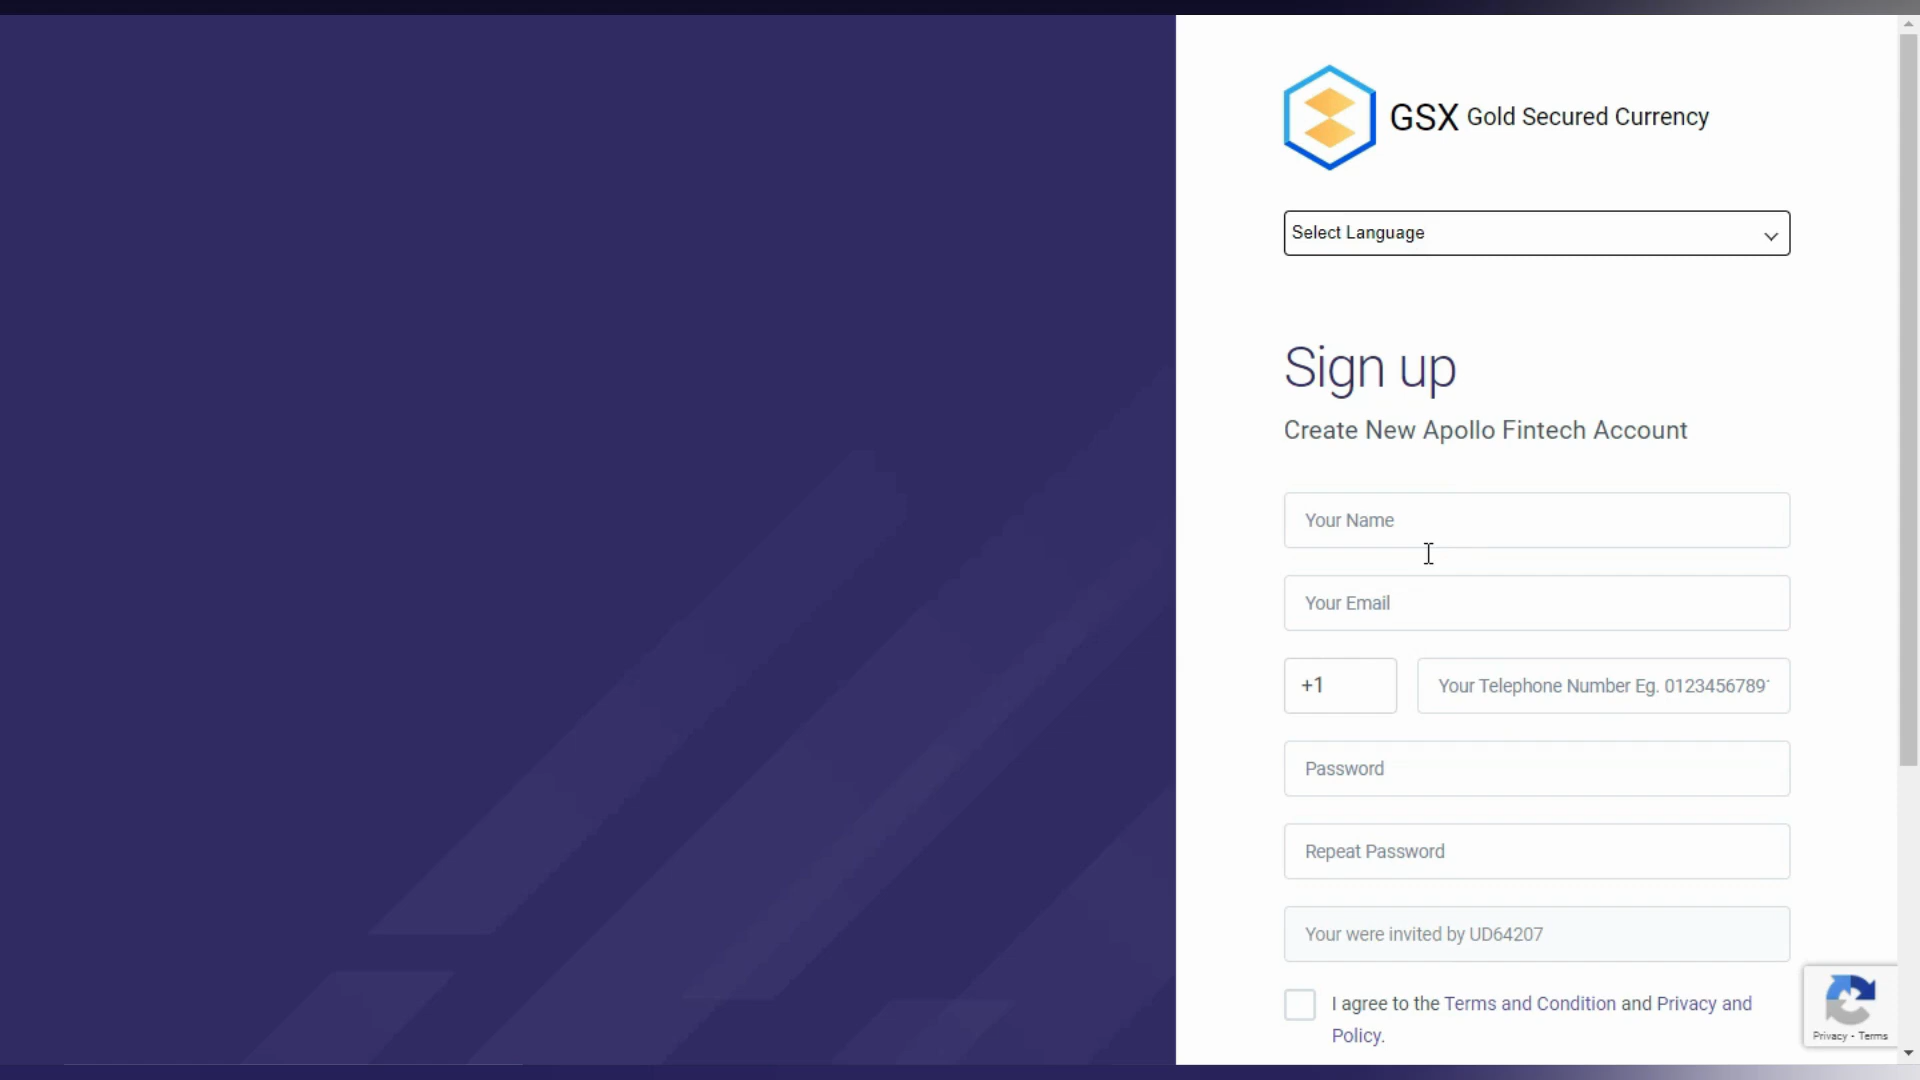 GSX Gold Secured Currency
Select Language
Sign up
Create New Apollo Fintech Account
Your Name
Your Email
+1
Your Telephone Number Eg. 0123456789
Password
Repeat Password
Your were invited by UD64207
I agree to the Terms and Condition and Privacy and
Policy.
Privacy - Terms